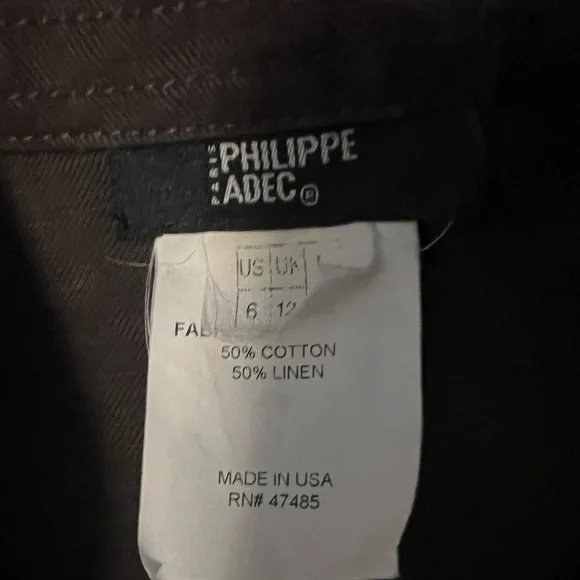 PARIS
PHILIPPE
ADEC®
US UK
6 12
50% COTTON
50% LINEN
MADE IN USA
RN# 47485